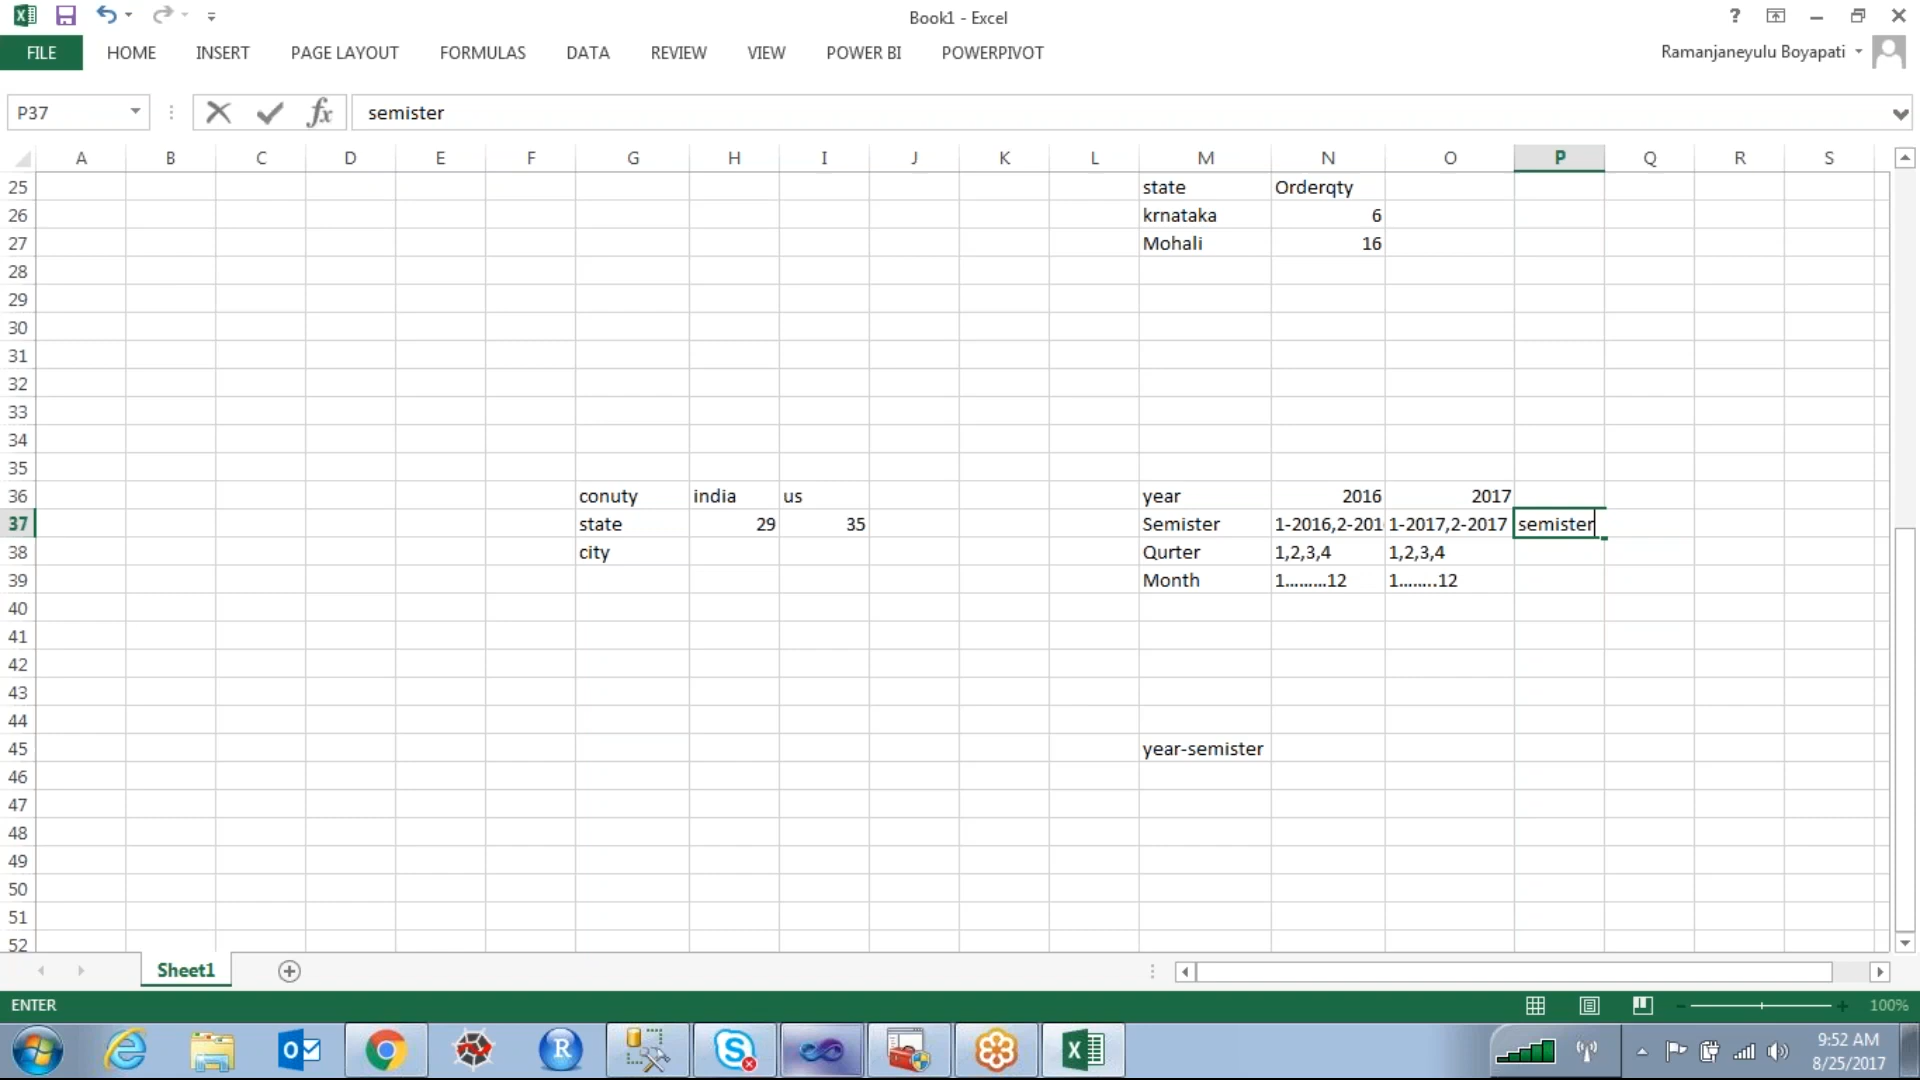 Book1 - Excel
FILE HOME INSERT PAGE LAYOUT FORMULAS DATA REVIEW VIEW POWER BI POWERPIVOT
Ramanjaneyulu Boyapati
P37 fx semister
A B C D E F G H I J K L M N O P Q R S
25 state Orderqty
26 krnataka 6
27 Mohali 16
28
29
30
31
32
33
34
35
36 conuty india us year 2016 2017
37 state 29 35 Semister 1-2016,2-201 1-2017,2-2017 semister
38 city Qurter 1,2,3,4 1,2,3,4
39 Month 1.........12 1........12
40
41
42
43
44
45 year-semister
46
47
48
49
50
51
52
Sheet1
ENTER 100%
9:52 AM
8/25/2017